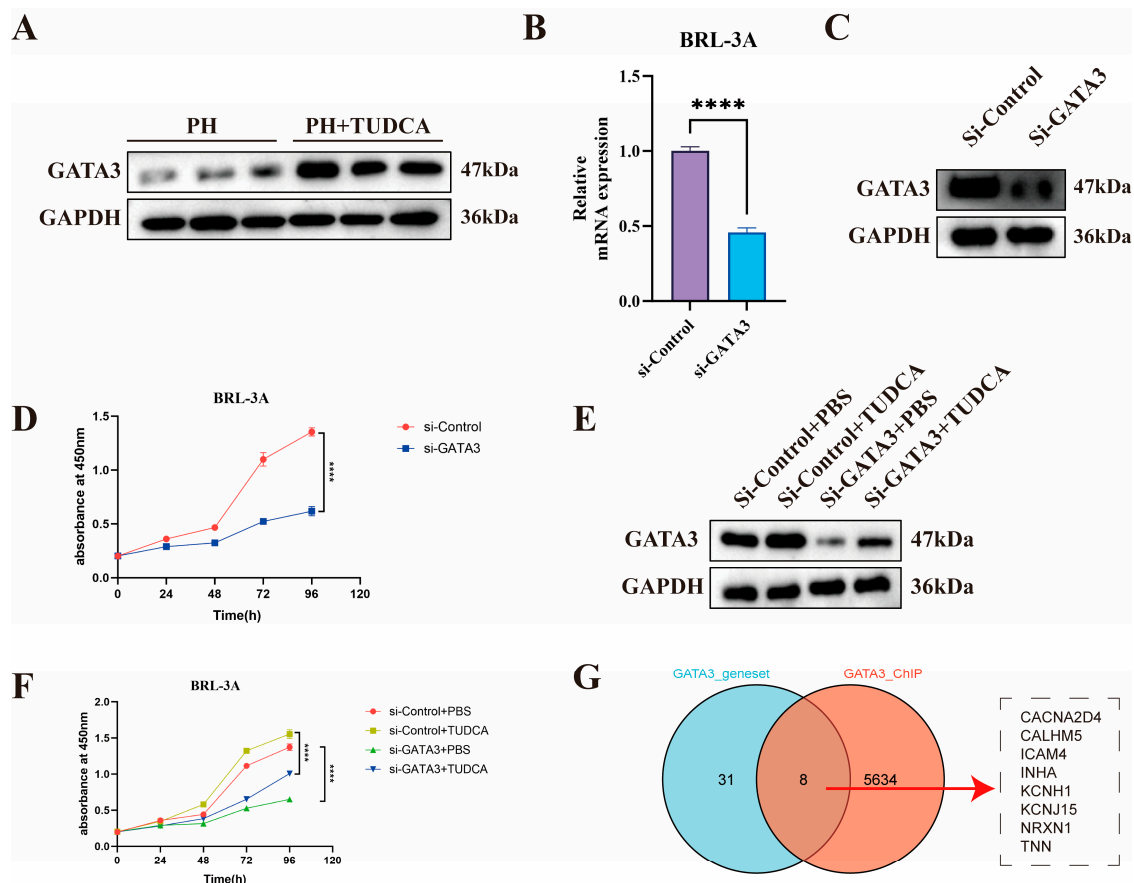 A
PH
PH+TUDCA
GATA3
47kDa
GAPDH
36kDa
B
BRL-3A
****
1.5
1.0
0.5
0.0
Relative
mRNA expression
si-Control
si-GATA3
C
Si-Control
Si-GATA3
GATA3
47kDa
GAPDH
36kDa
D
BRL-3A
1.5
1.0
0.5
0.0
absorbance at 450nm
0 24 48 72 96 120
Time(h)
****
si-Control
si-GATA3
E
Si-Control+PBS
Si-Control+TUDCA
Si-GATA3+PBS
Si-GATA3+TUDCA
GATA3
47kDa
GAPDH
36kDa
F
BRL-3A
2.0
1.5
1.0
0.5
0.0
absorbance at 450nm
0 24 48 72 96 120
Time(h)
****
****
si-Control+PBS
si-Control+TUDCA
si-GATA3+PBS
si-GATA3+TUDCA
G
GATA3_geneset
GATA3_ChIP
31
8
5634
CACNA2D4
CALHM5
ICAM4
INHA
KCNH1
KCNJ15
NRXN1
TNN